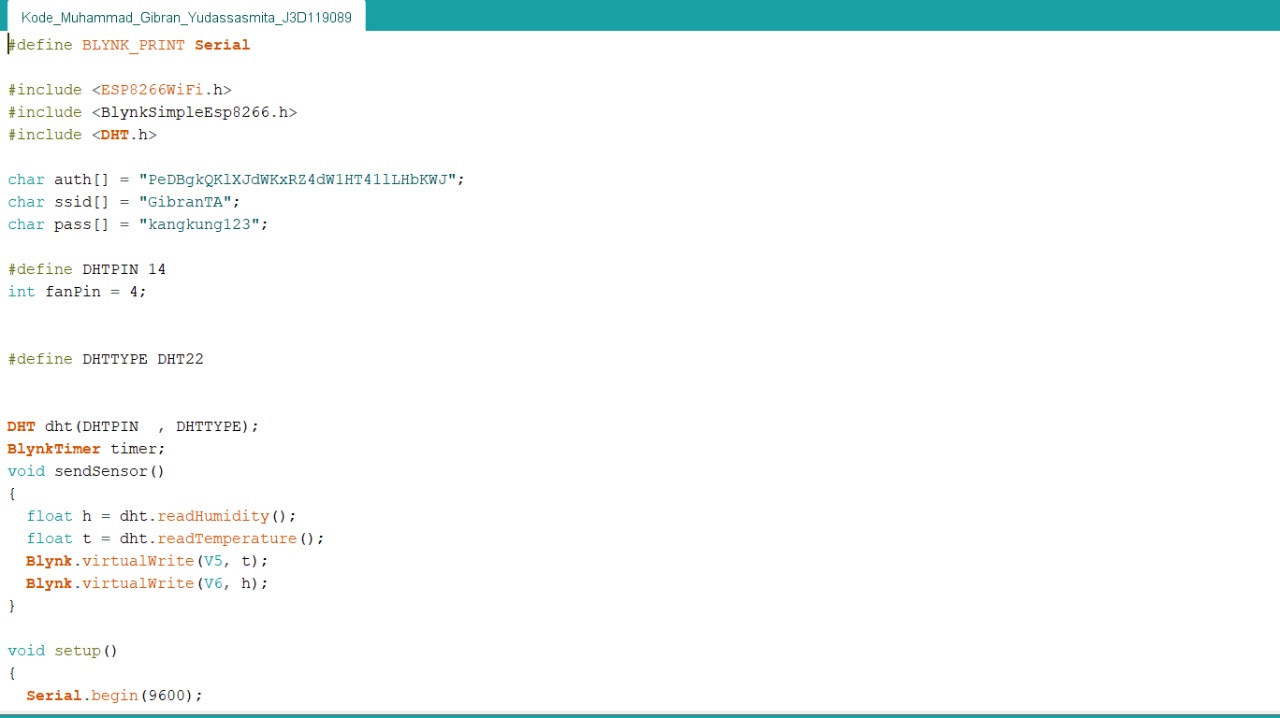 Kode_Muhammad_Gibran_Yudassasmita_J3D119089
#define BLYNK_PRINT Serial
#include <ESP8266WiFi.h>
#include <BlynkSimpleEsp8266.h>
#include <DHT.h>
char auth[] = "PeDBgkQKlXJdWKxRZ4dW1HT41lLHbKWJ";
char ssid[] = "GibranTA";
char pass[] = "kangkung123";
#define DHTPIN 14
int fanPin = 4;
#define DHTTYPE DHT22
DHT dht(DHTPIN  , DHTTYPE);
BlynkTimer timer;
void sendSensor()
{
  float h = dht.readHumidity();
  float t = dht.readTemperature();
  Blynk.virtualWrite(V5, t);
  Blynk.virtualWrite(V6, h);
}
void setup()
{
  Serial.begin(9600);